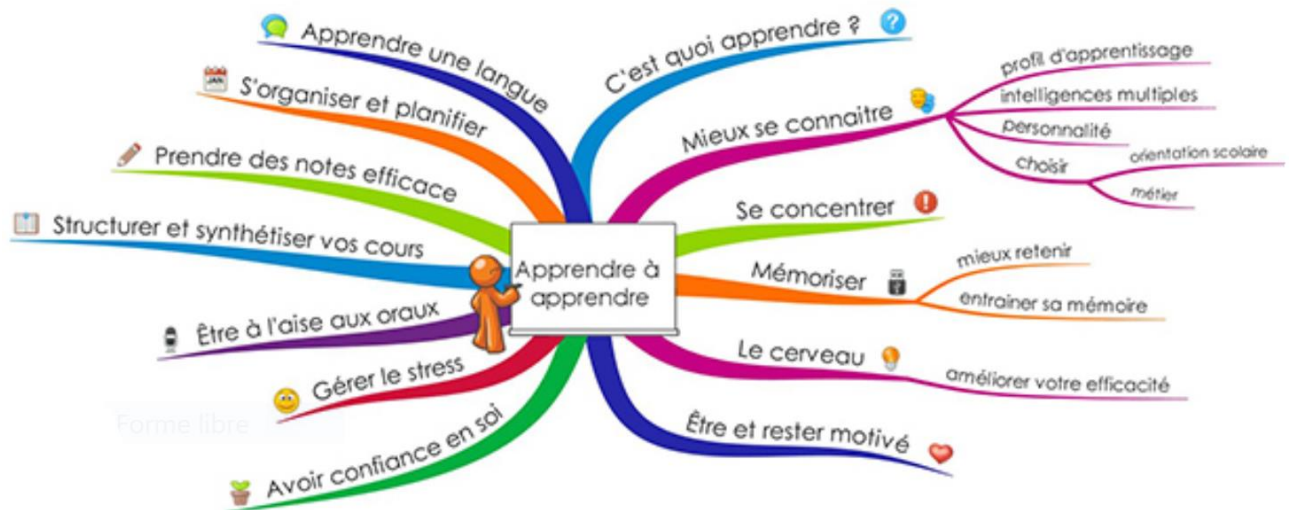 Apprendre à
apprendre
C'est quoi apprendre ?
Mieux se connaitre
profil d'apprentissage
intelligences multiples
personnalité
choisir
orientation scolaire
métier
Se concentrer
Mémoriser
mieux retenir
entrainer sa mémoire
Le cerveau
améliorer votre efficacité
Être et rester motivé
Apprendre une langue
JAN
S'organiser et planifier
Prendre des notes efficace
Structurer et synthétiser vos cours
Être à l'aise aux oraux
Gérer le stress
Avoir confiance en soi
Forme libre